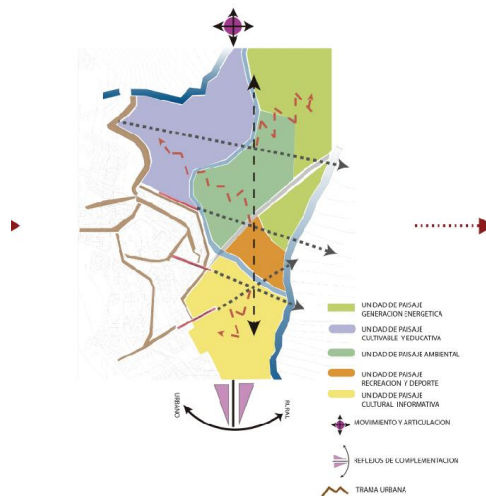 UNIDAD DE PAISAJE
GENERACION ENERGETICA
UNIDAD DE PAISAJE
CULTIVABLE Y EDUCATIVA
UNIDAD DE PAISAJE AMBIENTAL
UNIDAD DE PAISAJE
RECREACION Y DEPORTE
UNIDAD DE PAISAJE
CULTURAL INFORMATIVA
URBANO
RURAL
MOVIMIENTO Y ARTICULACION
REFLEJOS DE COMPLEMENTACION
TRAMA URBANA